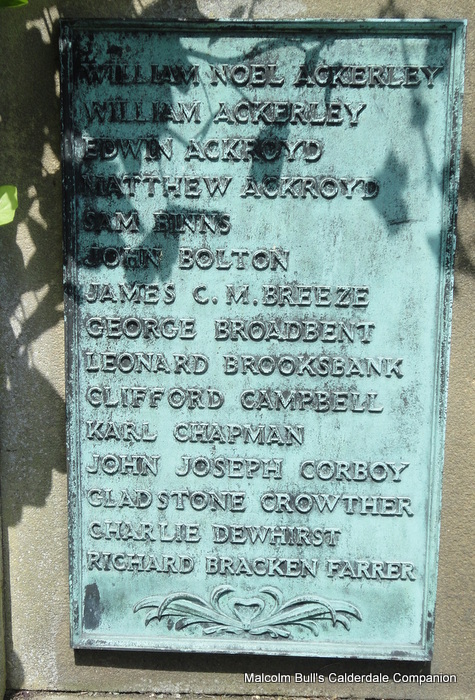 WILLIAM NOEL ACKERLEY
WILLIAM ACKERLEY
EDWIN ACKROYD
MATTHEW ACKROYD
SAM BINNS
JOHN BOLTON
JAMES C. M. BREEZE
GEORGE BROADBENT
LEONARD BROOKSBANK
CLIFFORD CAMPBELL
KARL CHAPMAN
JOHN JOSEPH CORBOY
GLADSTONE CROWTHER
CHARLIE DEWHIRST
RICHARD BRACKEN FARRER
Malcolm Bull's Calderdale Companion